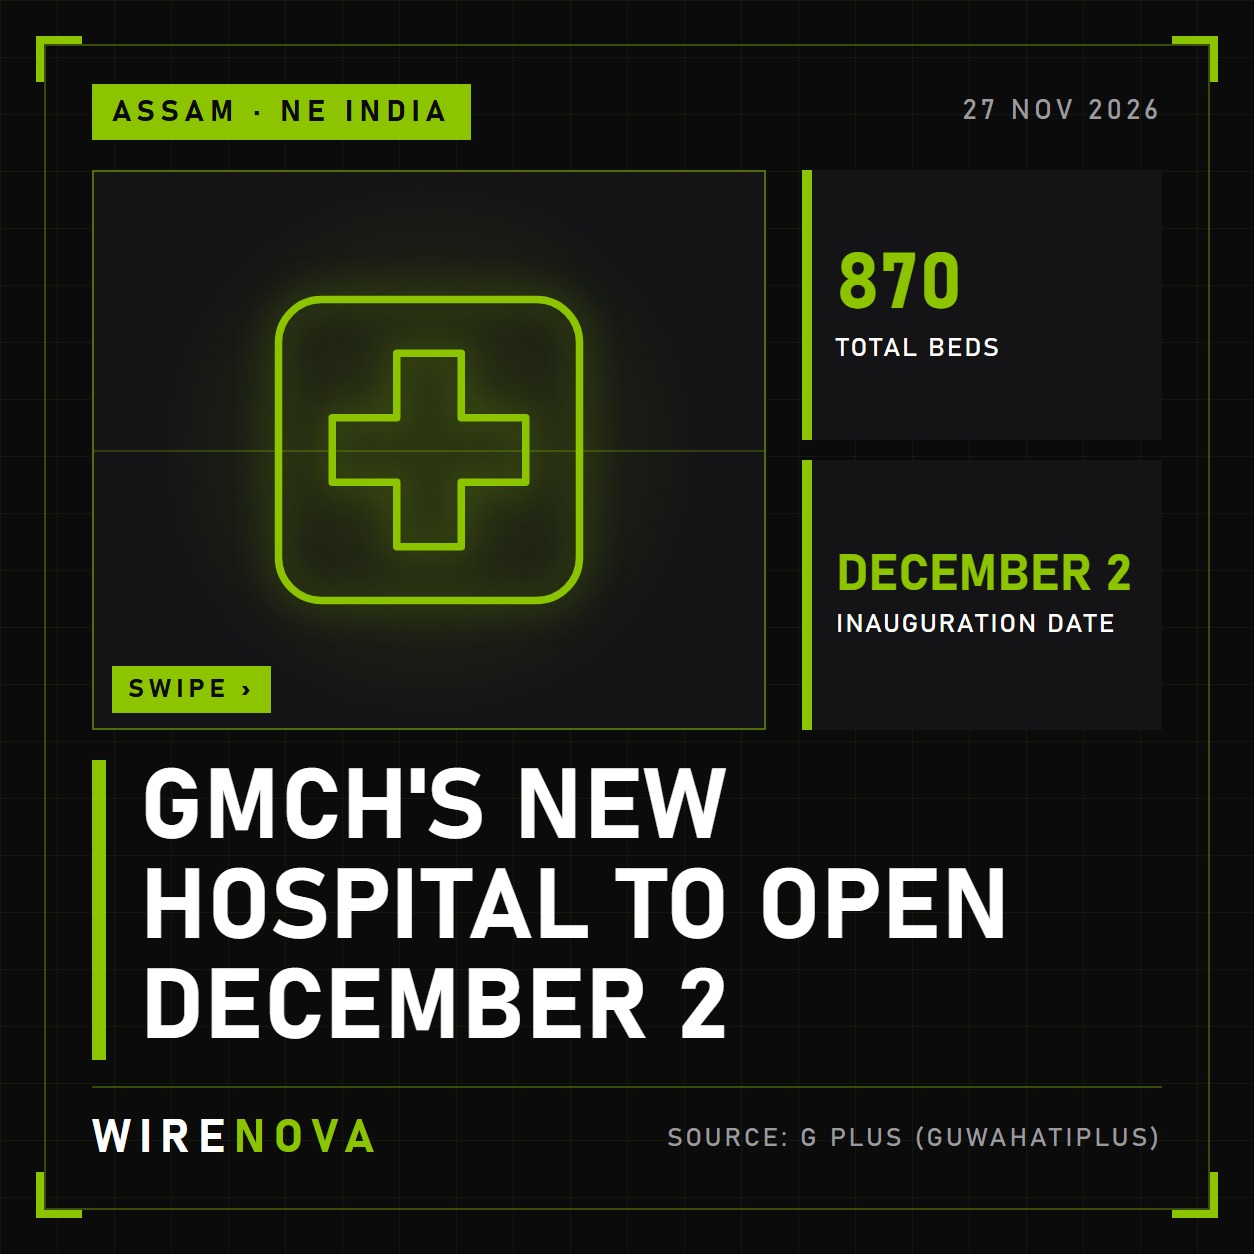 ASSAM · NE INDIA
27 NOV 2026
870
TOTAL BEDS
DECEMBER 2
INAUGURATION DATE
SWIPE ›
GMCH'S NEW
HOSPITAL TO OPEN
DECEMBER 2
WIRENOVA
SOURCE: G PLUS (GUWAHATIPLUS)